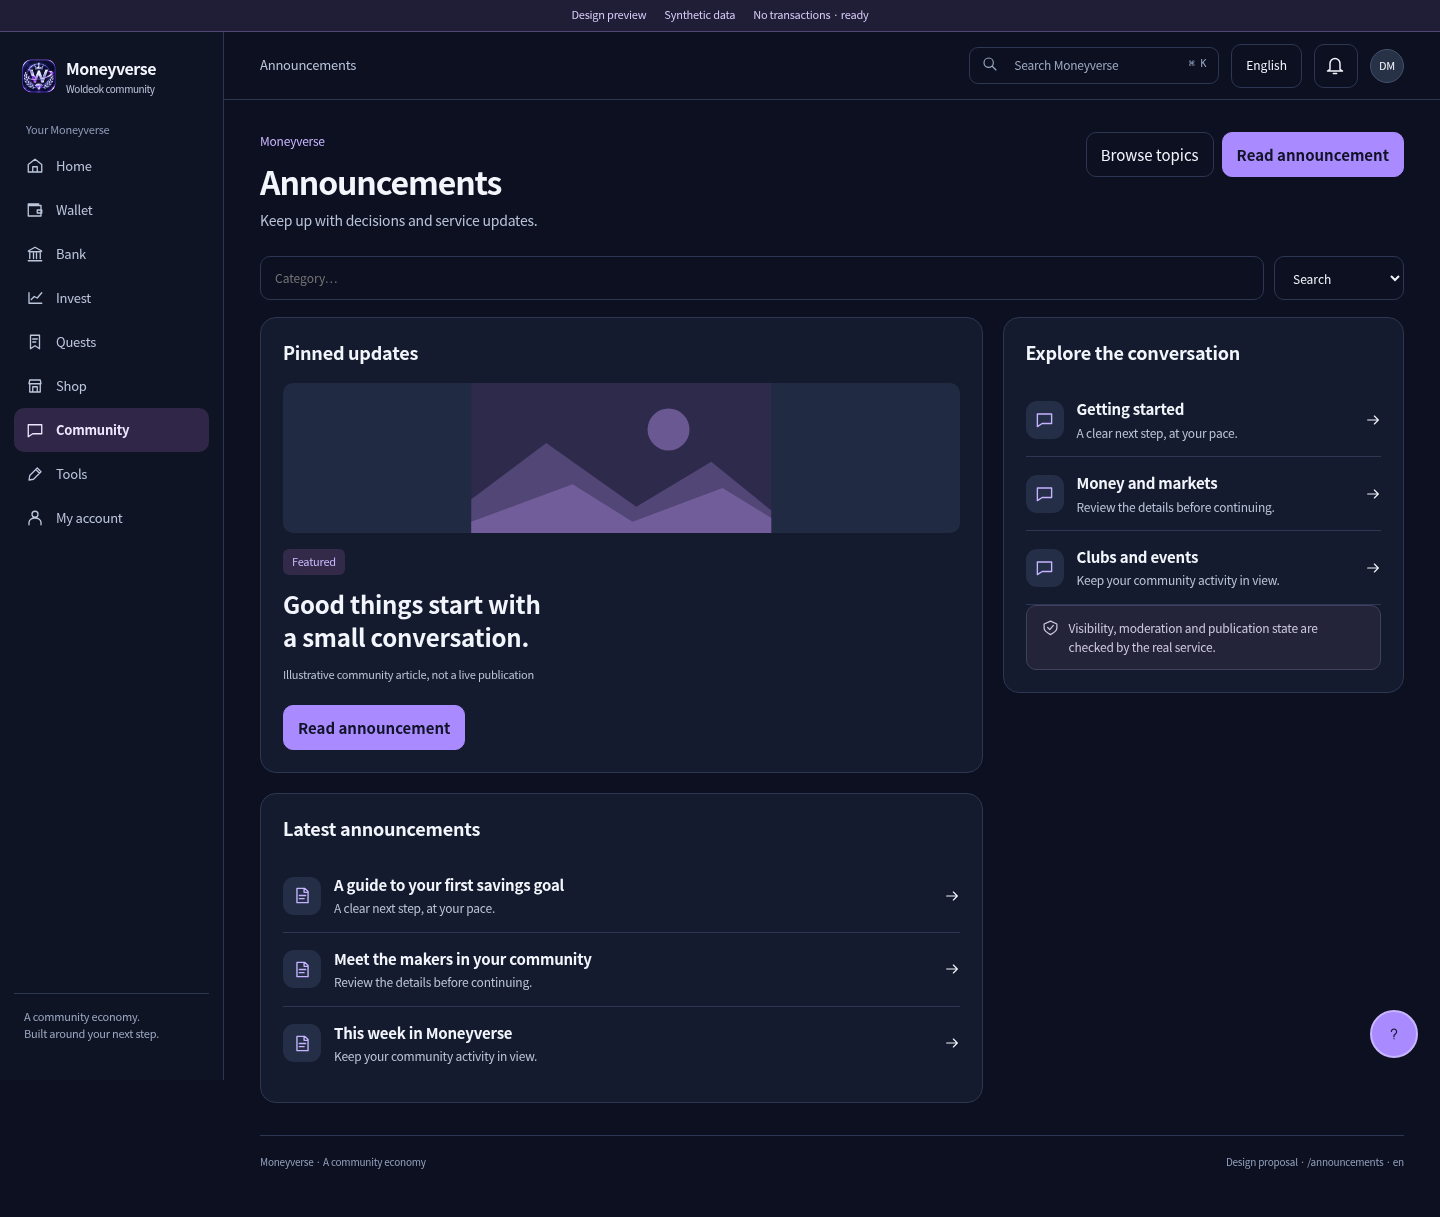 Design preview Synthetic data No transactions · ready
Moneyverse
Woldeok community
Your Moneyverse
Home
Wallet
Bank
Invest
Quests
Shop
Community
Tools
My account
A community economy.
Built around your next step.
Announcements
Search Moneyverse ⌘ K
English
DM
Moneyverse
Announcements
Keep up with decisions and service updates.
Browse topics
Read announcement
Category…
Search
Pinned updates
Featured
Good things start with
a small conversation.
Illustrative community article, not a live publication
Read announcement
Explore the conversation
Getting started
A clear next step, at your pace.
Money and markets
Review the details before continuing.
Clubs and events
Keep your community activity in view.
Visibility, moderation and publication state are
checked by the real service.
Latest announcements
A guide to your first savings goal
A clear next step, at your pace.
Meet the makers in your community
Review the details before continuing.
This week in Moneyverse
Keep your community activity in view.
?
Moneyverse · A community economy
Design proposal · /announcements · en